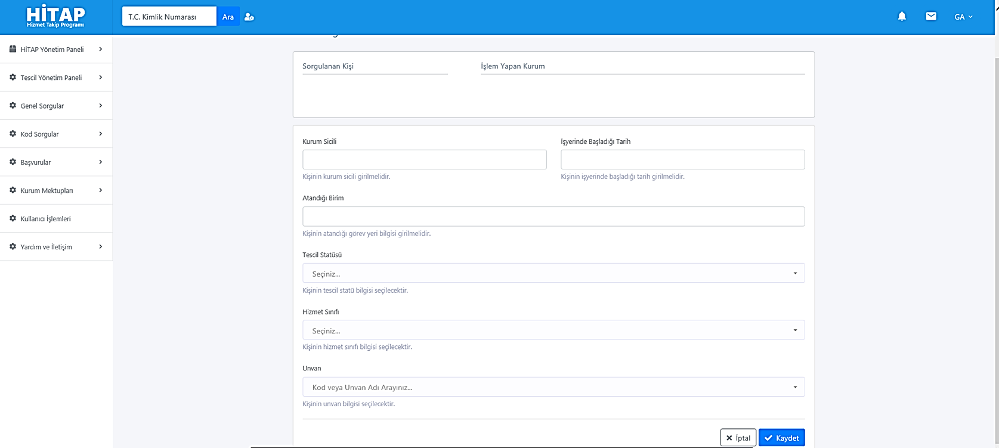 HİTAP
Hizmet Takip Programı
T.C. Kimlik Numarası
Ara
GA
HİTAP Yönetim Paneli
Tescil Yönetim Paneli
Genel Sorgular
Kod Sorgular
Başvurular
Kurum Mektupları
Kullanıcı İşlemleri
Yardım ve İletişim
Sorgulanan Kişi
İşlem Yapan Kurum
Kurum Sicili
Kişinin kurum sicili girilmelidir.
İşyerinde Başladığı Tarih
Kişinin işyerinde başladığı tarih girilmelidir.
Atandığı Birim
Kişinin atandığı görev yeri bilgisi girilmelidir.
Tescil Statüsü
Seçiniz...
Kişinin tescil statü bilgisi seçilecektir.
Hizmet Sınıfı
Seçiniz...
Kişinin hizmet sınıfı bilgisi seçilecektir.
Unvan
Kod veya Unvan Adı Arayınız...
Kişinin unvan bilgisi seçilecektir.
İptal
Kaydet